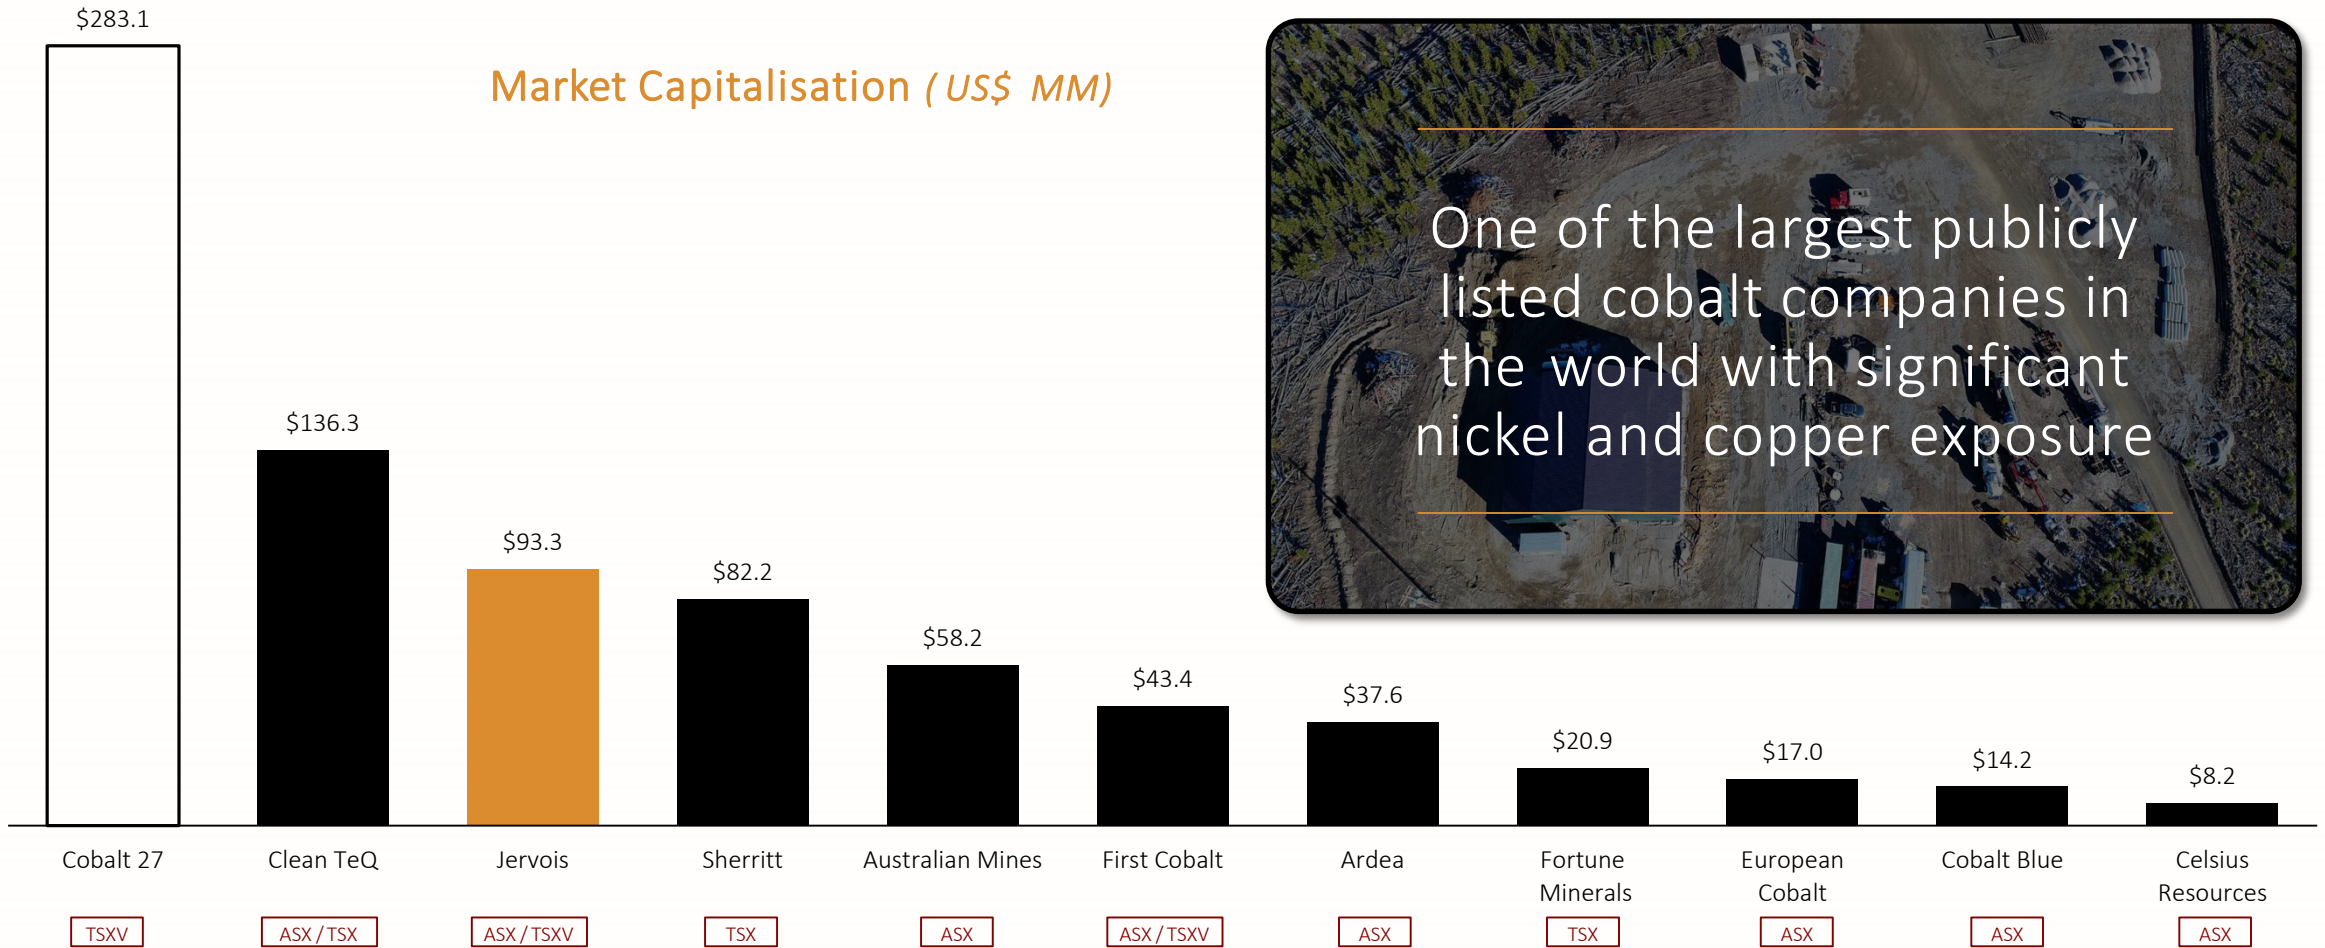 $283.1
Market Capitalisation ( US$ MM)
One of the largest publicly
listed cobalt companies in
the world with significant
nickel and copper exposure
$136.3
$93.3
$82.2
$58.2
$43.4
$37.6
$20.9
$17.0
$14.2
$8.2
Cobalt 27
Clean TeQ
Jervois
Sherritt
Australian Mines
First Cobalt
Ardea
Fortune
Minerals
European
Cobalt
Cobalt Blue
Celsius
Resources
TSXV
ASX / TSX
ASX / TSXV
TSX
ASX
ASX / TSXV
ASX
TSX
ASX
ASX
ASX